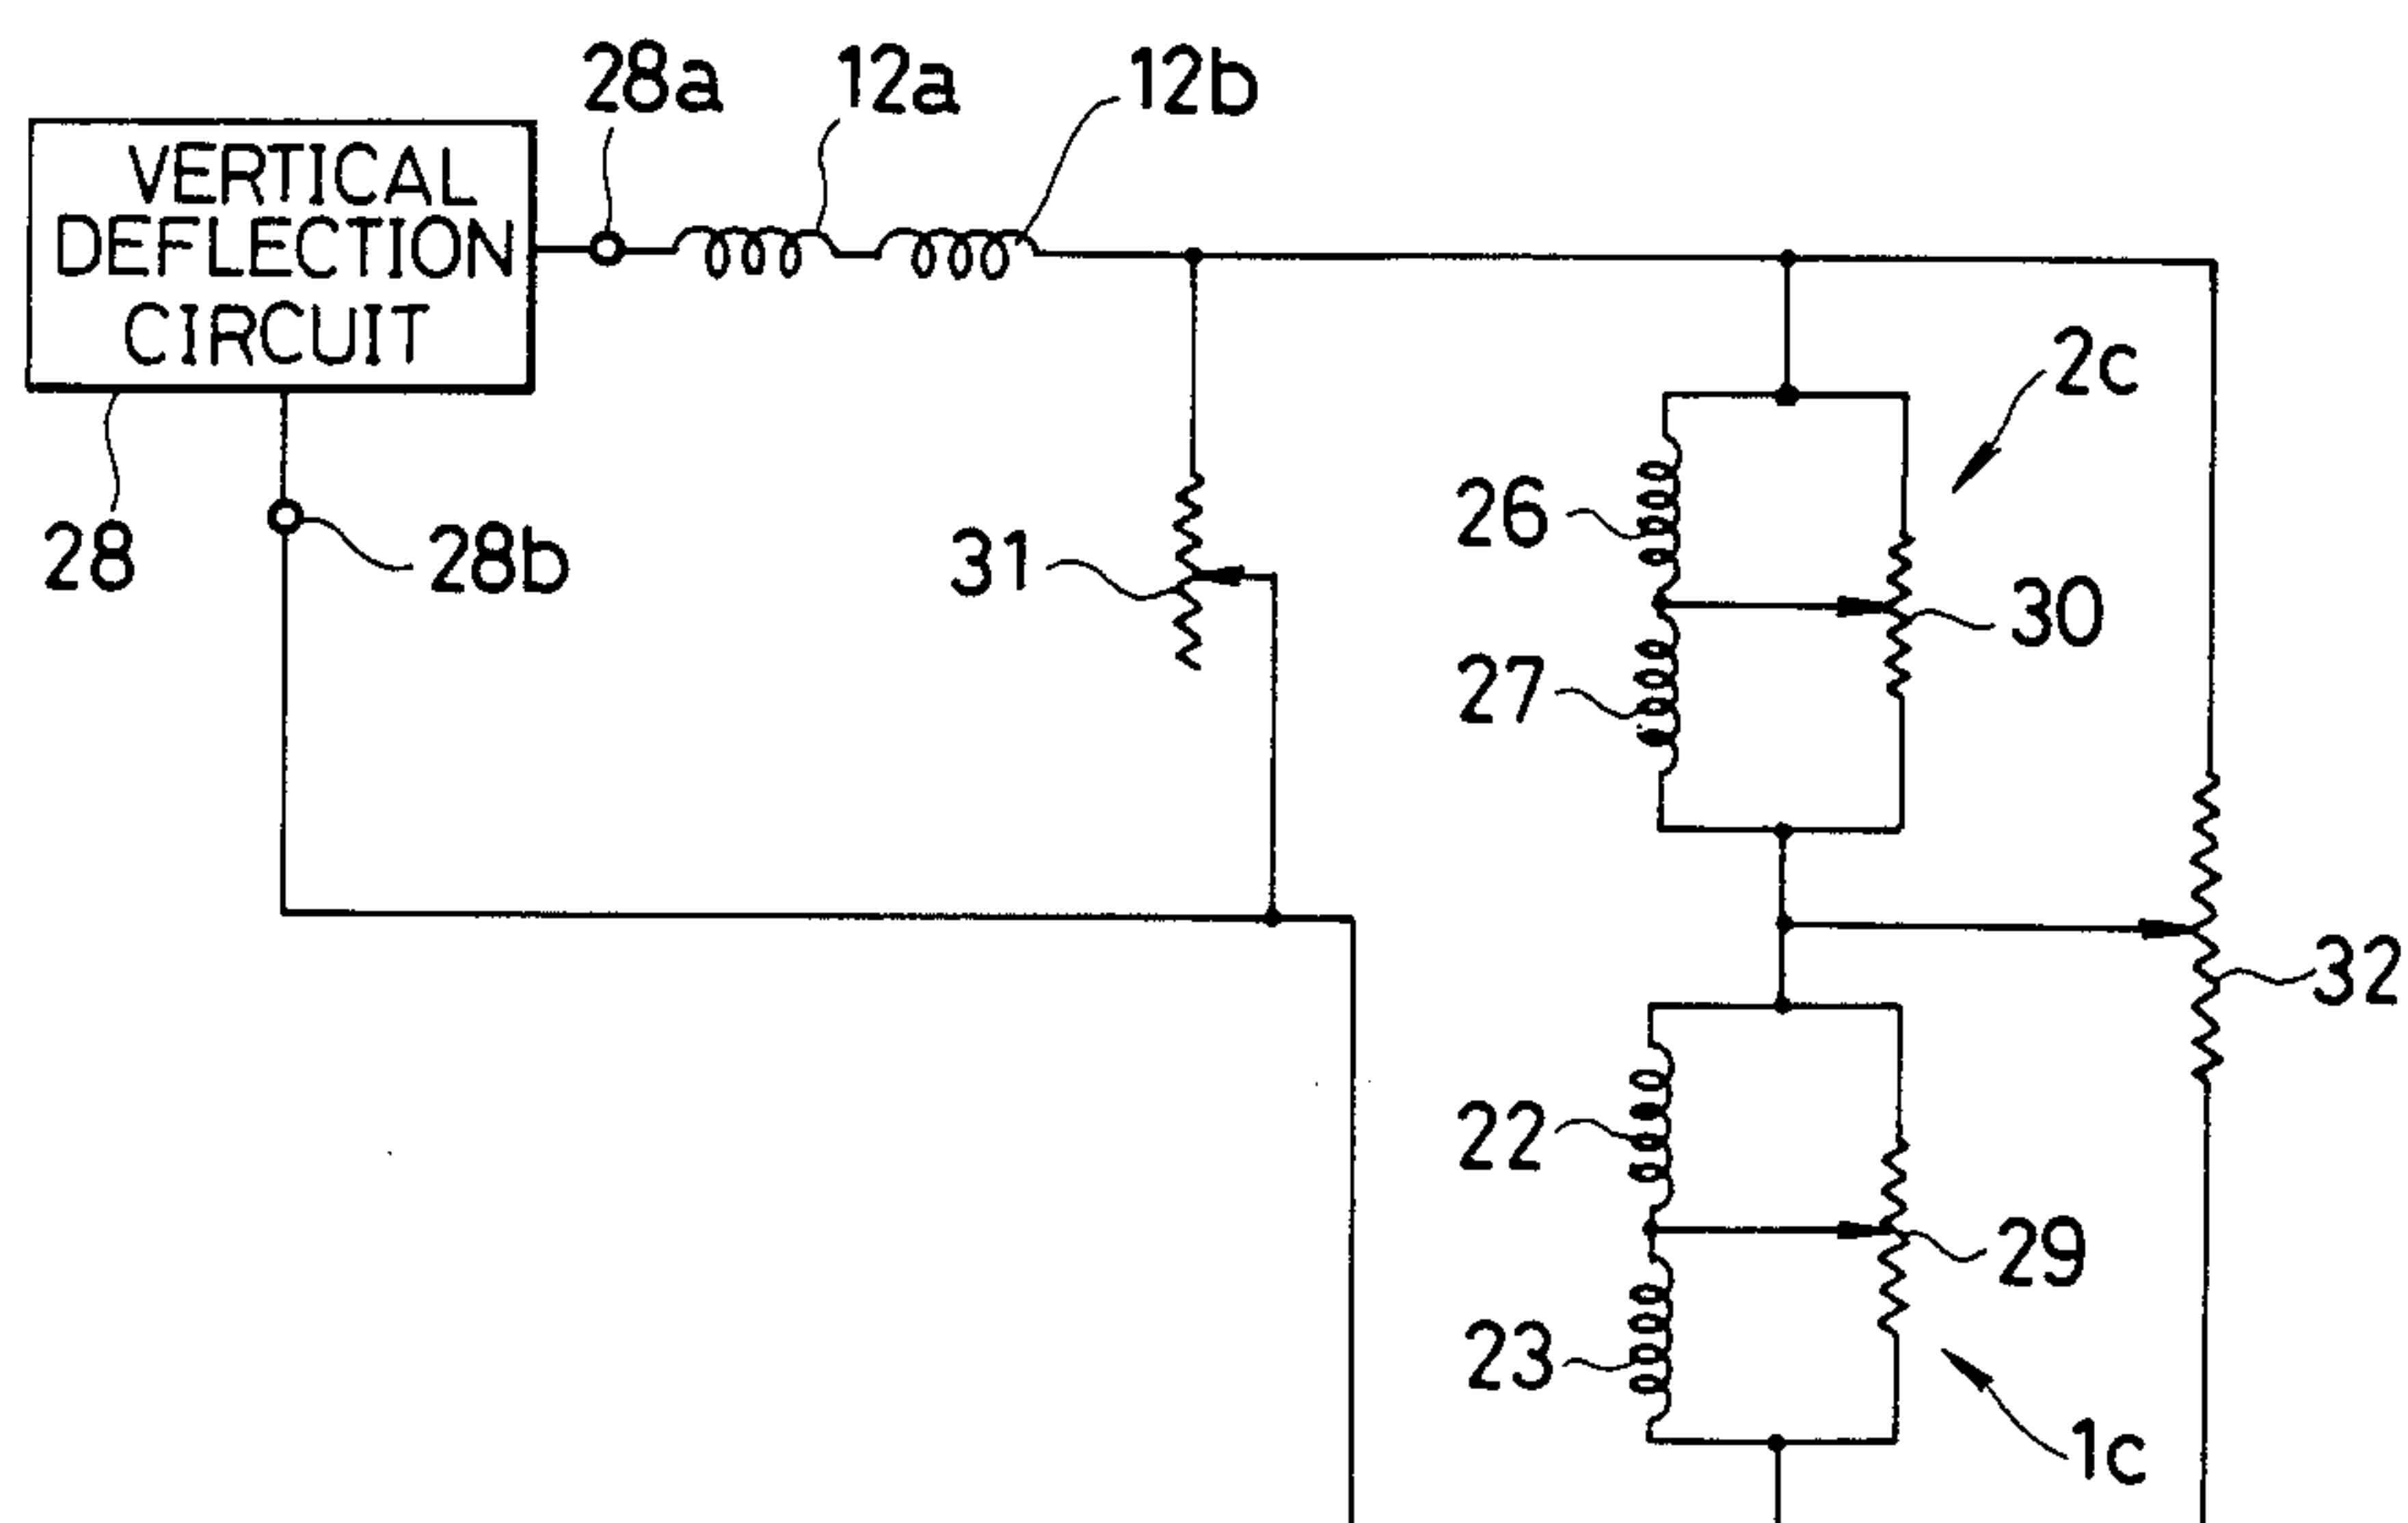 28a
12a
12b
VERTICAL
DEFLECTION
CIRCUIT
2c
26
28
28b
31
30
27
32
22
29
23
1c